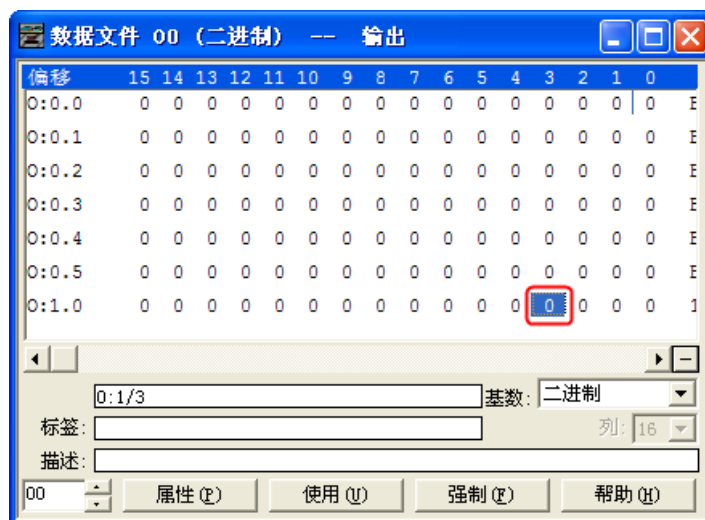 数据文件 OO (二进制) -- 输出
偏移 15 14 13 12 11 10 9 8 7 6 5 4 3 2 1 0
O:0.0 0 0 0 0 0 0 0 0 0 0 0 0 0 0 0 0
O:0.1 0 0 0 0 0 0 0 0 0 0 0 0 0 0 0 0
O:0.2 0 0 0 0 0 0 0 0 0 0 0 0 0 0 0 0
O:0.3 0 0 0 0 0 0 0 0 0 0 0 0 0 0 0 0
O:0.4 0 0 0 0 0 0 0 0 0 0 0 0 0 0 0 0
O:0.5 0 0 0 0 0 0 0 0 0 0 0 0 0 0 0 0
O:1.0 0 0 0 0 0 0 0 0 0 0 0 0 0 0 0 0 1
O:1/3 基数: 二进制
标签: 列: 16
描述:
OO 属性(P) 使用(U) 强制(F) 帮助(H)